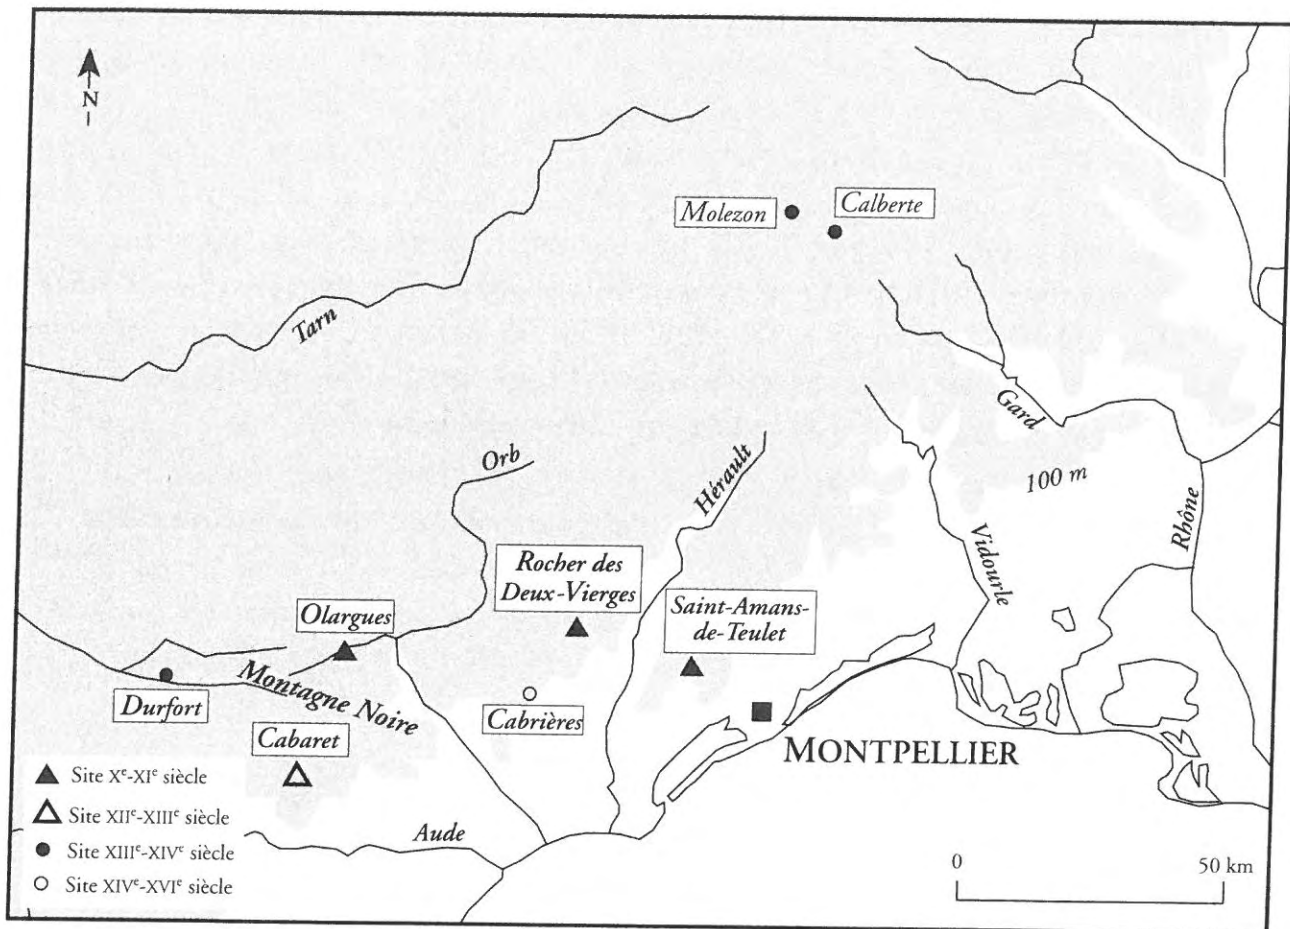 N
Molezon
Calberte
Tarn
Gard
Orb
Hérault
100 m
Rhône
Vidourle
Rocher des
Deux-Vierges
Saint-Amans-
de-Teulet
Olargues
Montagne Noire
Durfort
Cabrières
Cabaret
MONTPELLIER
Aude
Site Xᵉ-XIᵉ siècle
Site XIIᵉ-XIIIᵉ siècle
Site XIIIᵉ-XIVᵉ siècle
Site XIVᵉ-XVIᵉ siècle
0
50 km